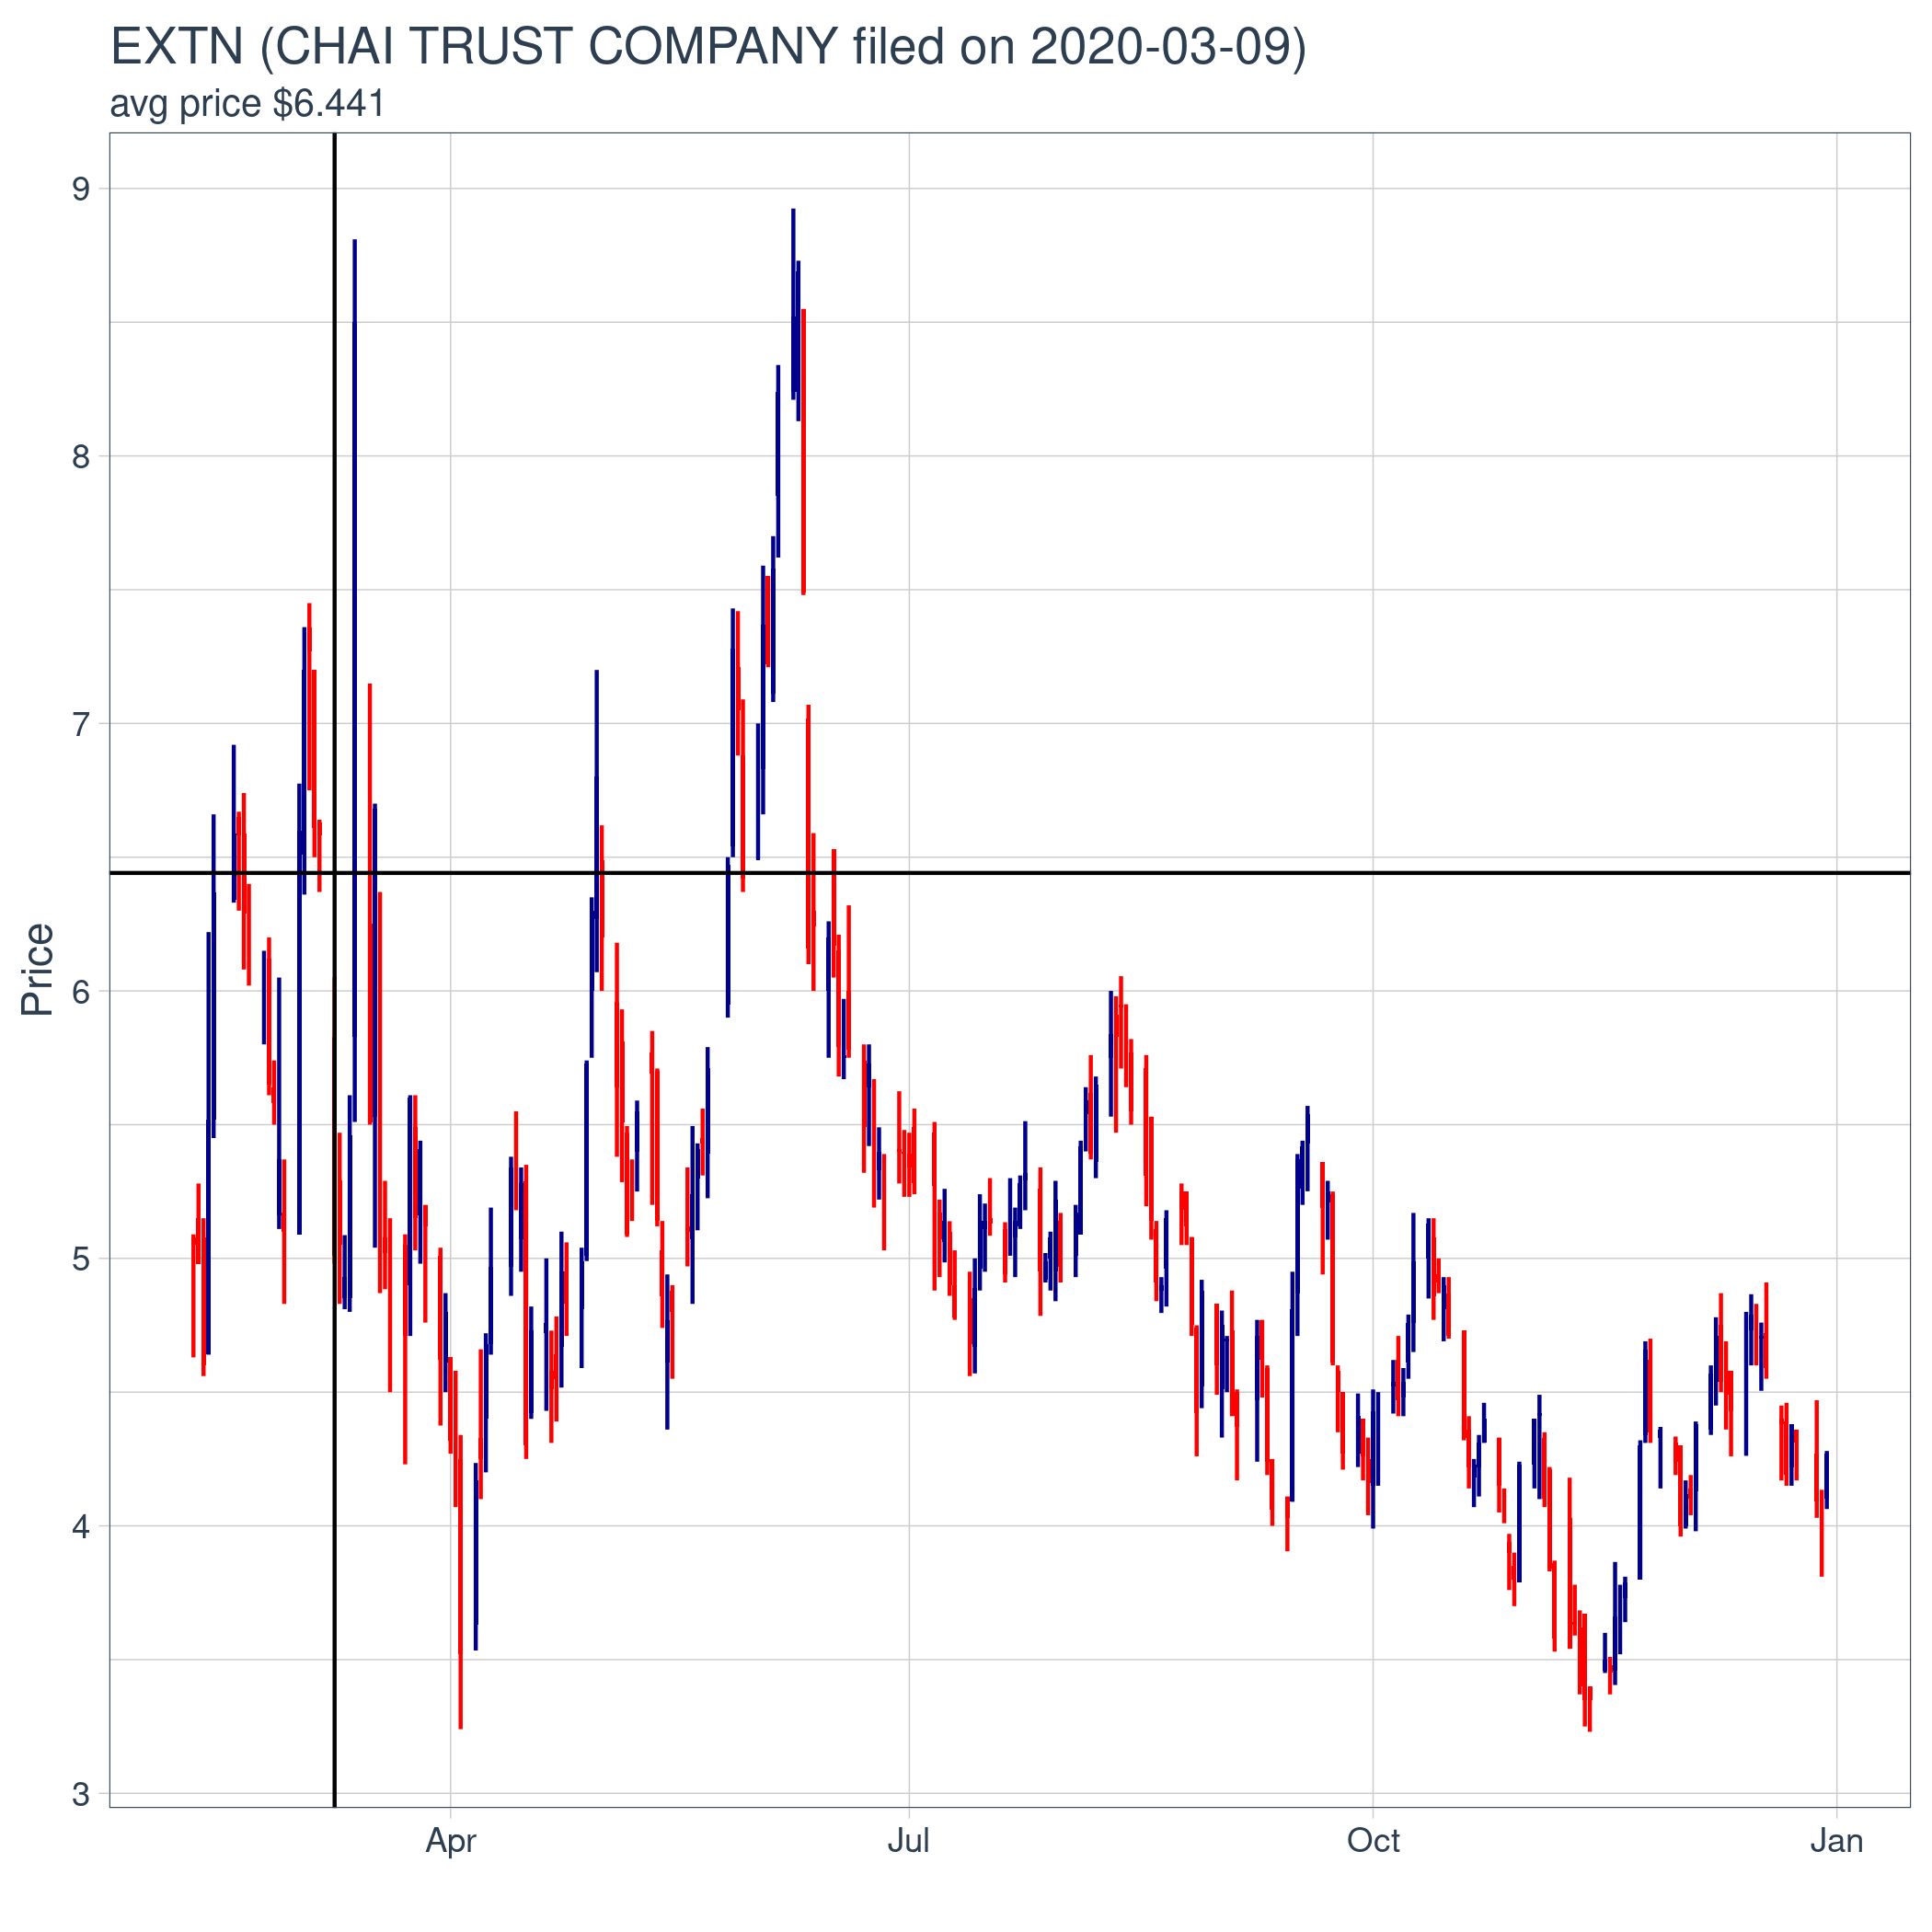 EXTN (CHAI TRUST COMPANY filed on 2020-03-09)
avg price $6.441
9
8
7
6
5
4
3
Price
Apr Jul Oct Jan